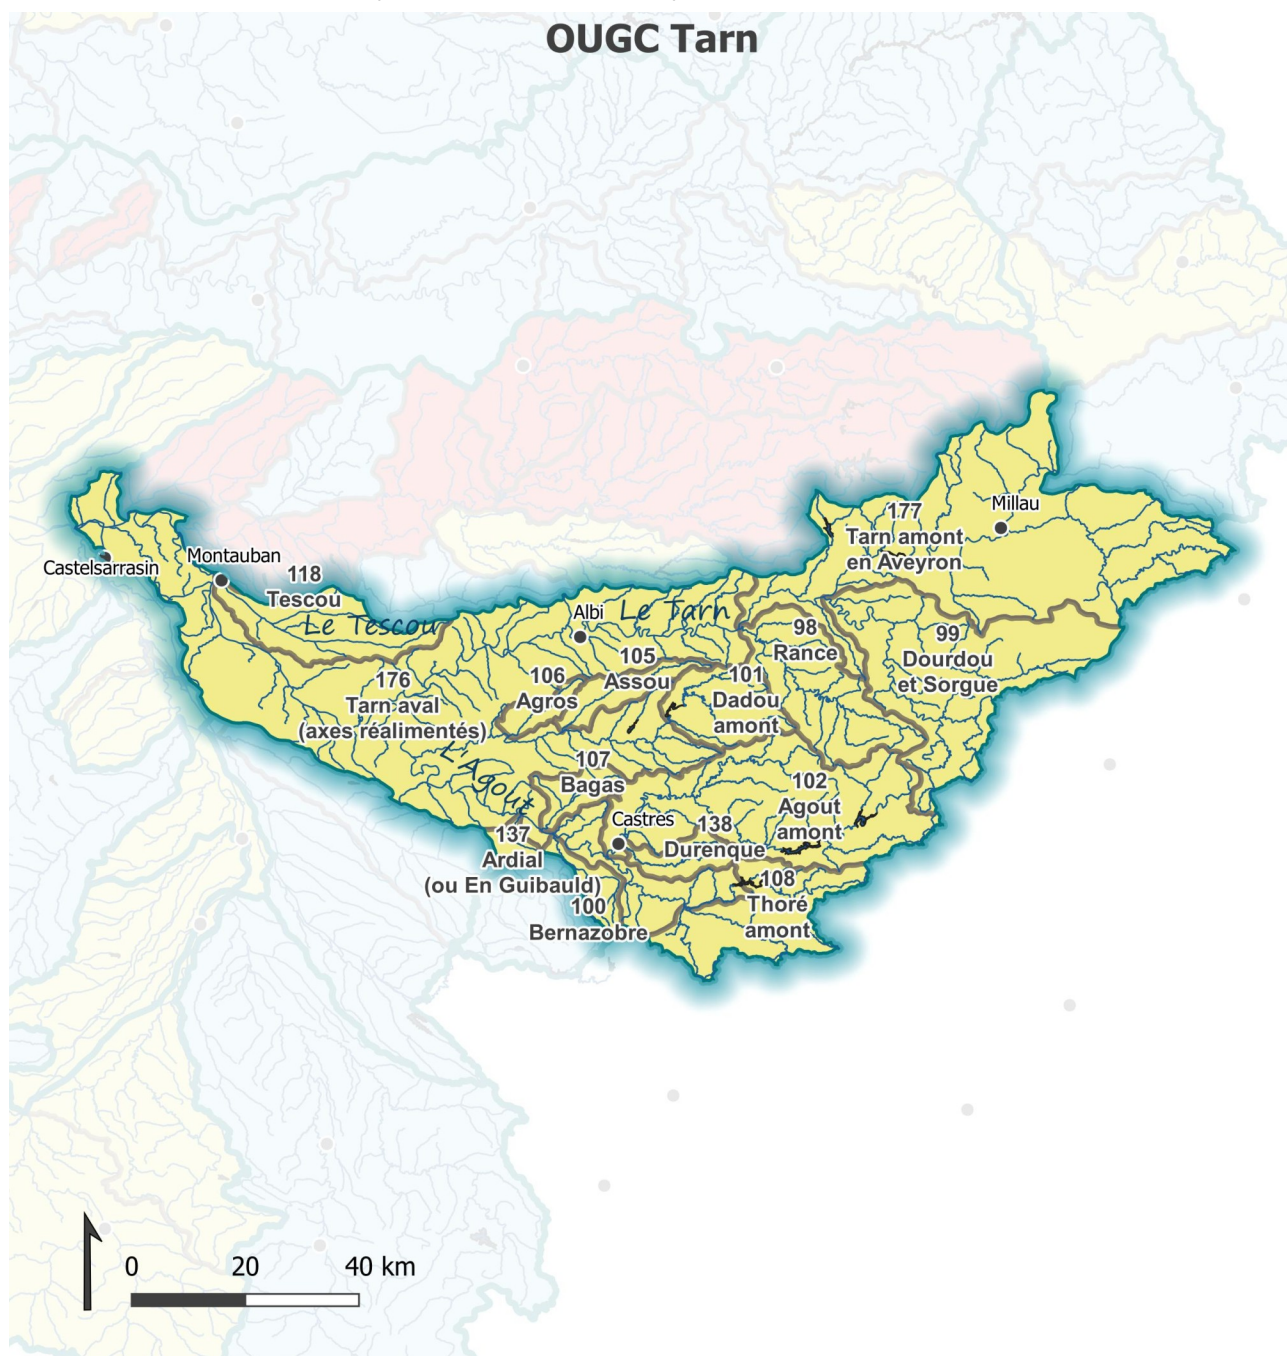 OUGC Tarn
177
Millau
Tarn amont
en Aveyron
Montauban
Castelsarrasin
118
Tescou
Le Tescou
Albi
Le Tarn
98
Rance
99
Dourdou
et Sorgue
105
Assou
106
Agros
101
Dadou
amont
176
Tarn aval
(axes réalimentés)
L'Agout
107
Bagas
102
Agout
amont
Castres
138
Durenque
137
Ardial
(ou En Guibauld)
108
Thoré
amont
100
Bernazobre
0 20 40 km